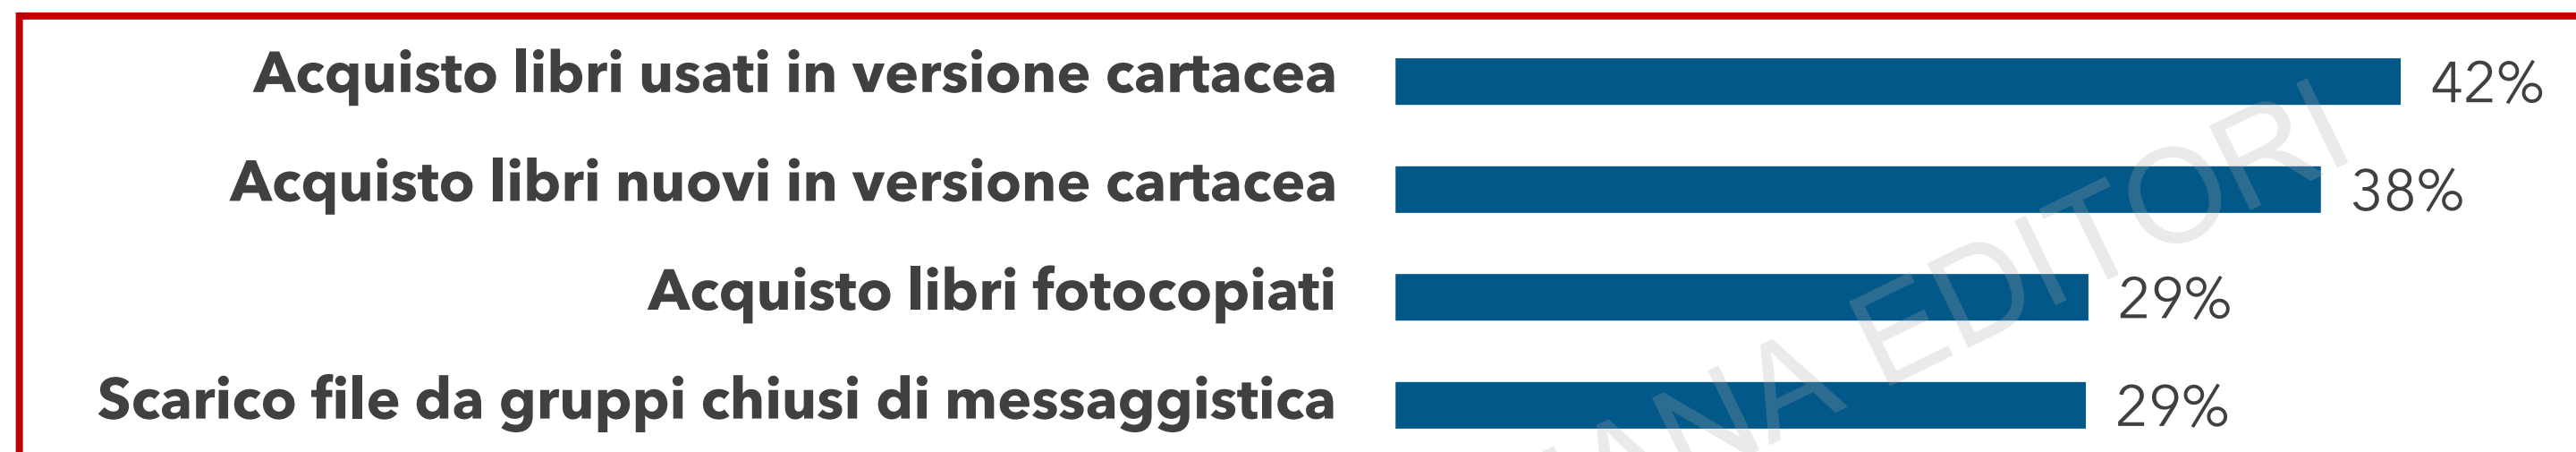 Acquisto libri usati in versione cartacea 42%
Acquisto libri nuovi in versione cartacea 38%
Acquisto libri fotocopiati 29%
Scarico file da gruppi chiusi di messaggistica 29%
EDITORI